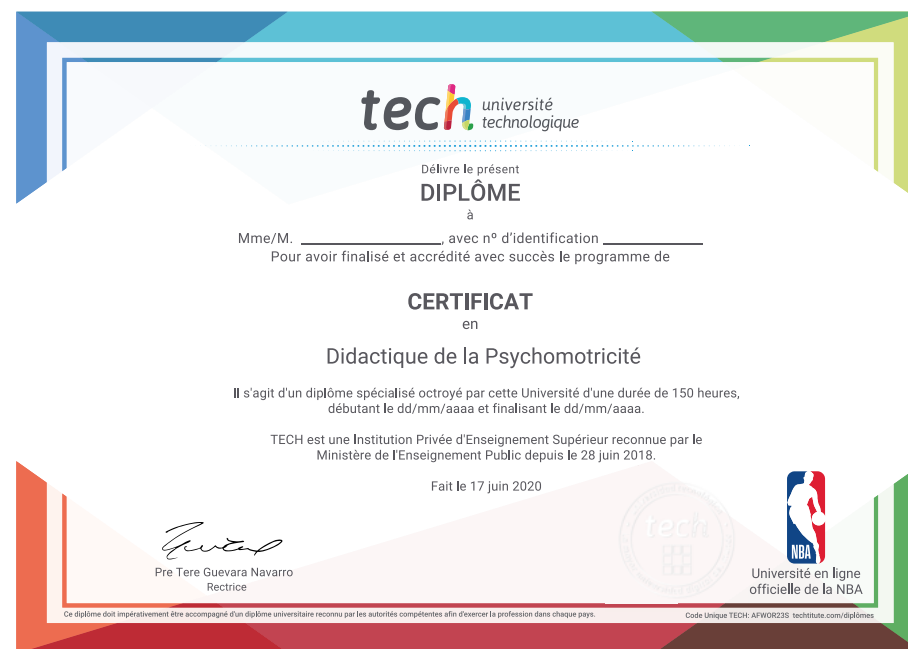 tech université
technologique
Délivre le présent
DIPLÔME
à
Mme/M. ____________________, avec nº d'identification ______________
Pour avoir finalisé et accrédité avec succès le programme de
CERTIFICAT
en
Didactique de la Psychomotricité
Il s'agit d'un diplôme spécialisé octroyé par cette Université d'une durée de 150 heures,
débutant le dd/mm/aaaa et finalisant le dd/mm/aaaa.
TECH est une Institution Privée d'Enseignement Supérieur reconnue par le
Ministère de l'Enseignement Public depuis le 28 juin 2018.
Fait le 17 juin 2020
tech
NBA
Pre Tere Guevara Navarro
Rectrice
Université en ligne
officielle de la NBA
Ce diplôme doit impérativement être accompagné d'un diplôme universitaire reconnu par les autorités compétentes afin d'exercer la profession dans chaque pays.
Code Unique TECH: AFWOR23S techtitute.com/diplômes